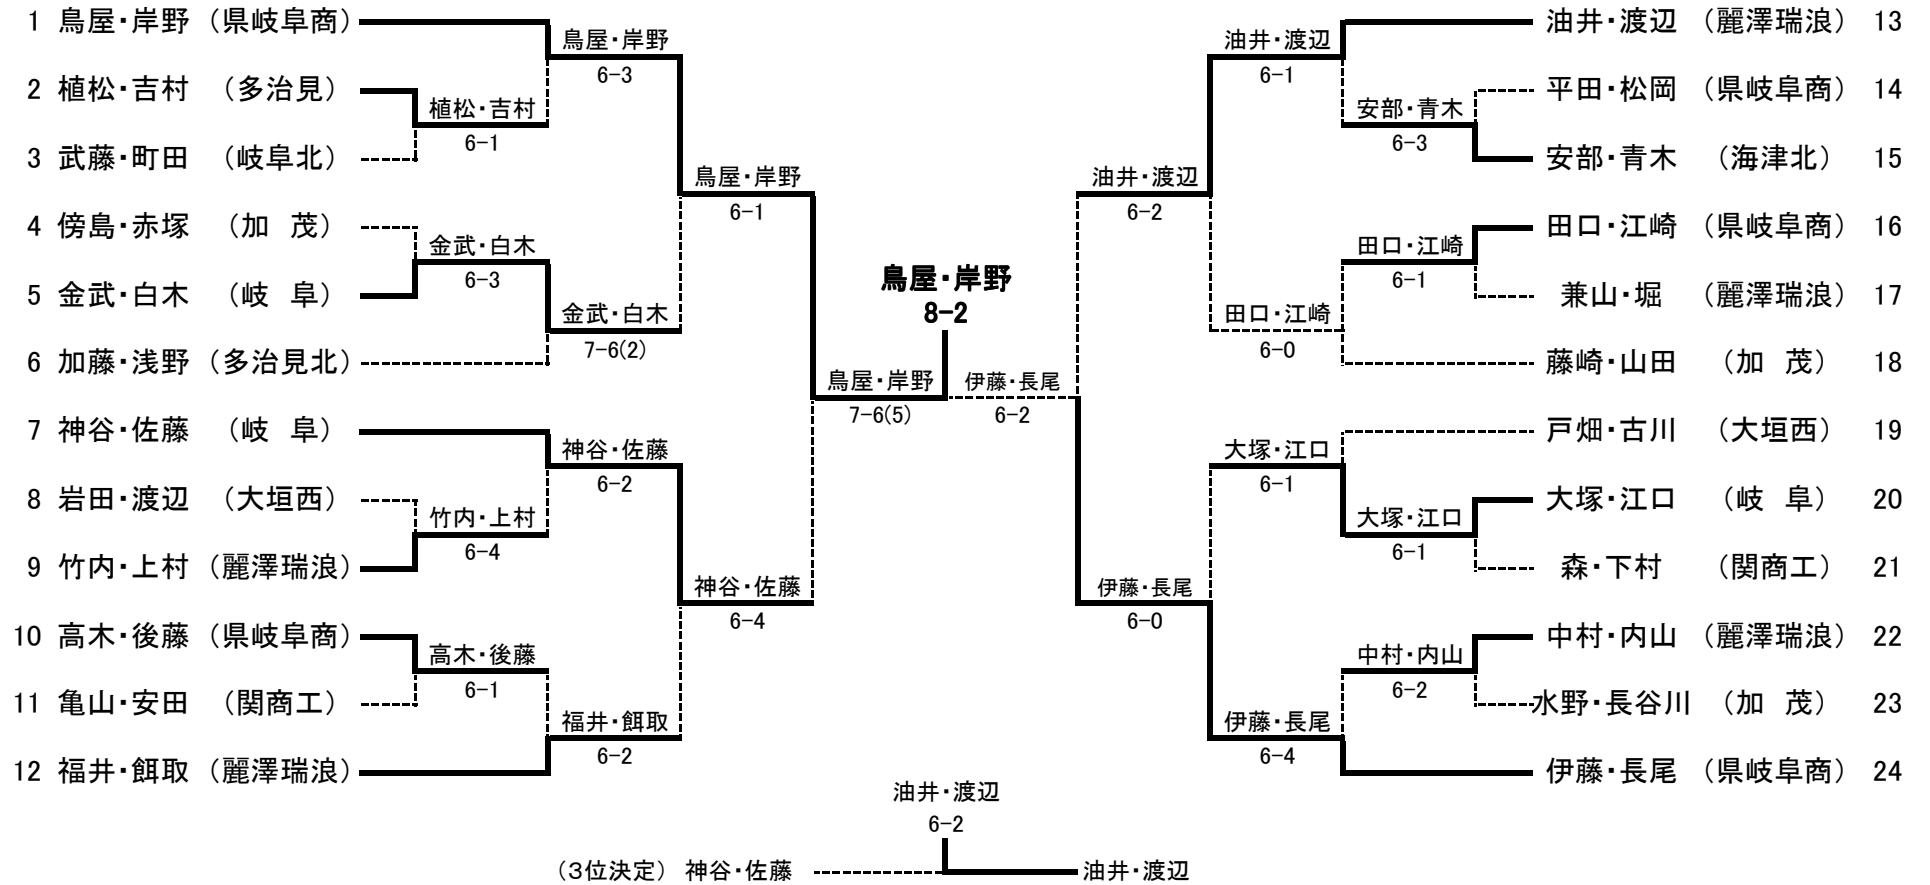 1 鳥屋・岸野 （県岐阜商）
2 植松・吉村 （多治見）
3 武藤・町田 （岐阜北）
4 傍島・赤塚 （加 茂）
5 金武・白木 （岐 阜）
6 加藤・浅野 （多治見北）
7 神谷・佐藤 （岐 阜）
8 岩田・渡辺 （大垣西）
9 竹内・上村 （麗澤瑞浪）
10 高木・後藤 （県岐阜商）
11 亀山・安田 （関商工）
12 福井・餌取 （麗澤瑞浪）
植松・吉村
6-1
金武・白木
6-3
竹内・上村
6-4
高木・後藤
6-1
鳥屋・岸野
6-3
金武・白木
7-6(2)
神谷・佐藤
6-2
福井・餌取
6-2
鳥屋・岸野
6-1
神谷・佐藤
6-4
鳥屋・岸野
7-6(5)
鳥屋・岸野
8-2
伊藤・長尾
6-2
油井・渡辺
6-2
伊藤・長尾
6-0
油井・渡辺
6-1
田口・江崎
6-0
大塚・江口
6-1
伊藤・長尾
6-4
安部・青木
6-3
田口・江崎
6-1
大塚・江口
6-1
中村・内山
6-2
油井・渡辺 （麗澤瑞浪） 13
平田・松岡 （県岐阜商） 14
安部・青木 （海津北） 15
田口・江崎 （県岐阜商） 16
兼山・堀 （麗澤瑞浪） 17
藤崎・山田 （加 茂） 18
戸畑・古川 （大垣西） 19
大塚・江口 （岐 阜） 20
森・下村 （関商工） 21
中村・内山 （麗澤瑞浪） 22
水野・長谷川 （加 茂） 23
伊藤・長尾 （県岐阜商） 24
油井・渡辺
6-2
（３位決定） 神谷・佐藤 油井・渡辺